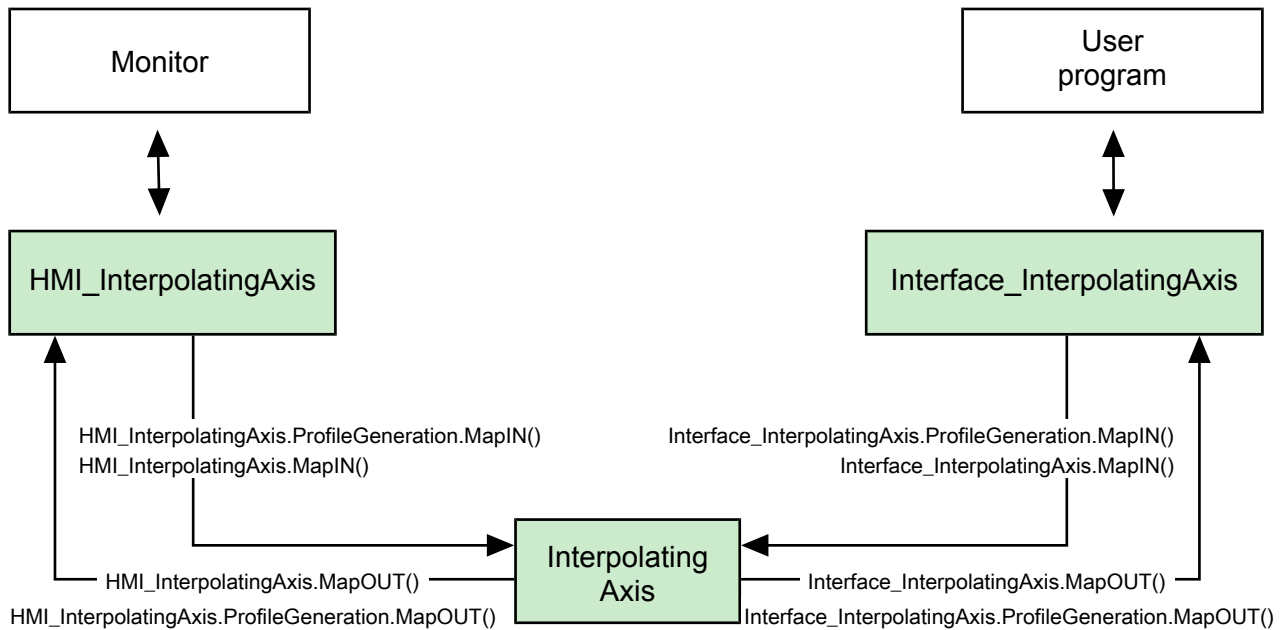 Monitor
User
program
HMI_InterpolatingAxis
Interface_InterpolatingAxis
HMI_InterpolatingAxis.ProfileGeneration.MapIN()
HMI_InterpolatingAxis.MapIN()
Interface_InterpolatingAxis.ProfileGeneration.MapIN()
Interface_InterpolatingAxis.MapIN()
Interpolating
Axis
HMI_InterpolatingAxis.MapOUT()
HMI_InterpolatingAxis.ProfileGeneration.MapOUT()
Interface_InterpolatingAxis.MapOUT()
Interface_InterpolatingAxis.ProfileGeneration.MapOUT()